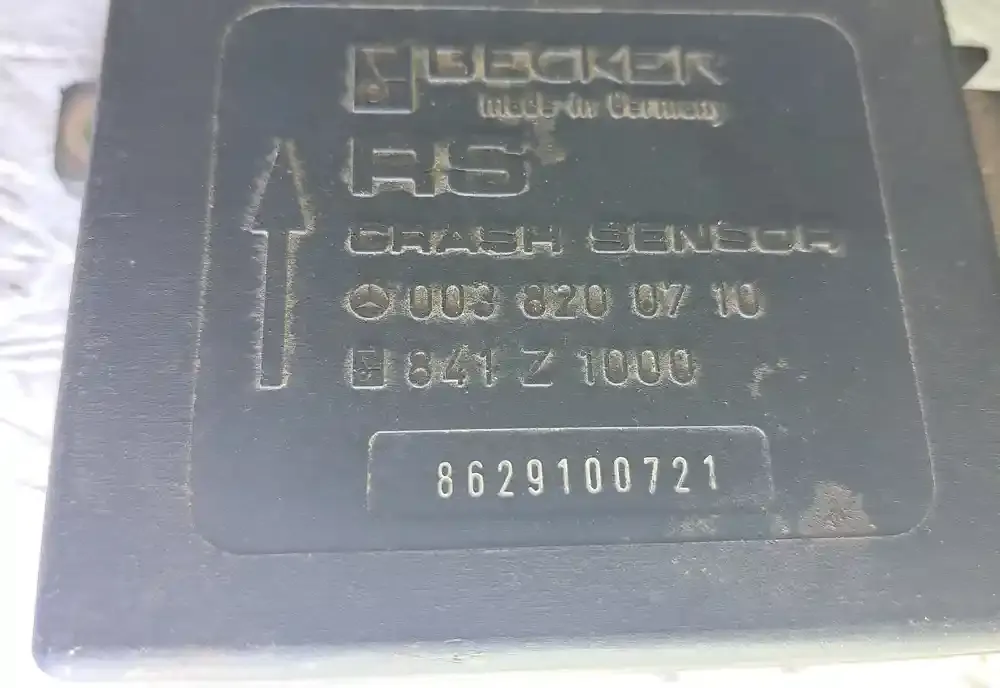 BECKER
made in Germany
RS
CRASH SENSOR
003 820 07 10
841 Z 1000
8629100721